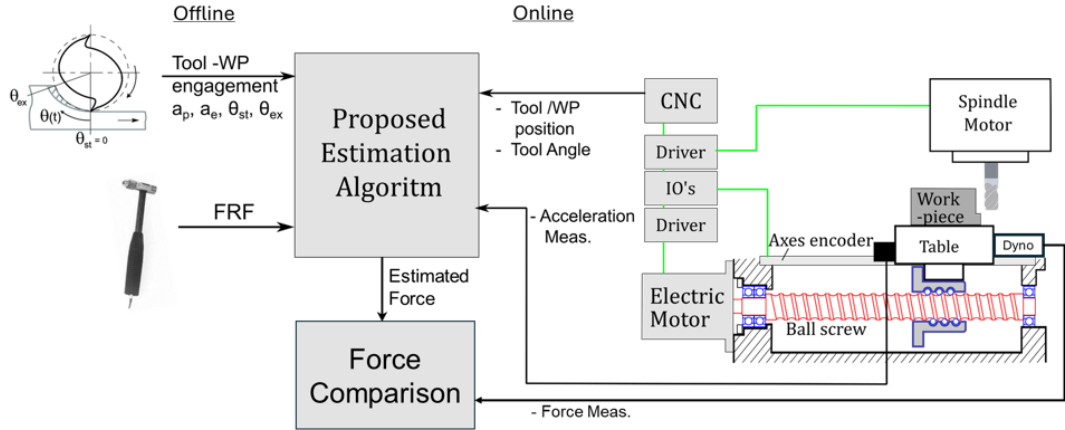 Offline
Online
Tool -WP
engagement
ap, ae, θst, θex
θex
θ(t)
θst = 0
FRF
Proposed
Estimation
Algoritm
- Tool /WP
position
- Tool Angle
- Acceleration
Meas.
Estimated
Force
Force
Comparison
- Force Meas.
CNC
Driver
IO's
Driver
Electric
Motor
Spindle
Motor
Work
-piece
Axes encoder
Table
Dyno
Ball screw